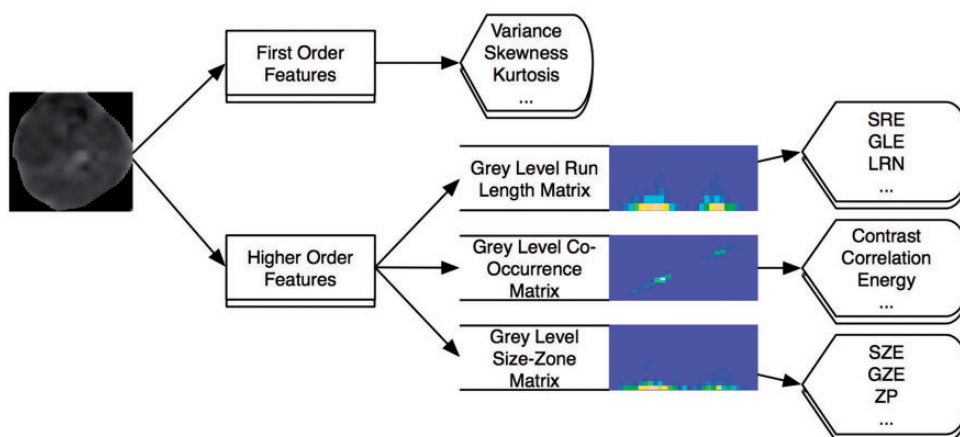 First Order
Features
Variance
Skewness
Kurtosis
...
Higher Order
Features
Grey Level Run
Length Matrix
SRE
GLE
LRN
...
Grey Level Co-
Occurrence
Matrix
Contrast
Correlation
Energy
...
Grey Level
Size-Zone
Matrix
SZE
GZE
ZP
...